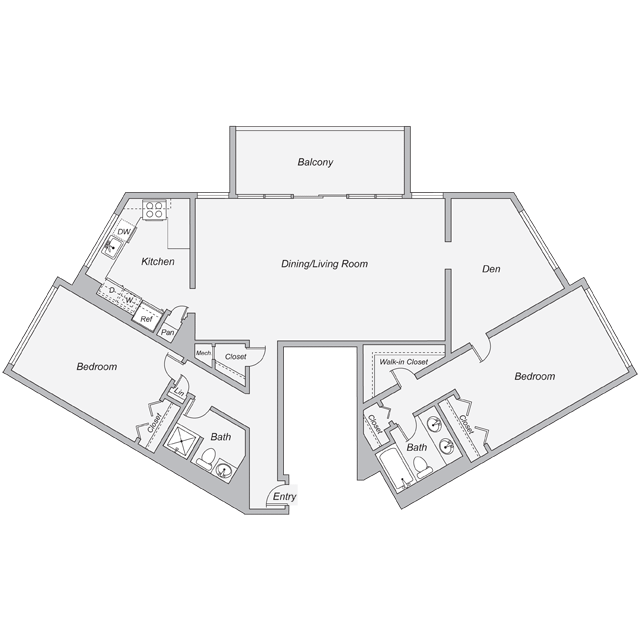 Balcony
DW
Kitchen
Dining/Living Room
Den
D
W
Ref
Pan
Mech
Closet
Walk-in Closet
Bedroom
Bedroom
Lin
Closet
Closet
Closet
Bath
Bath
Entry